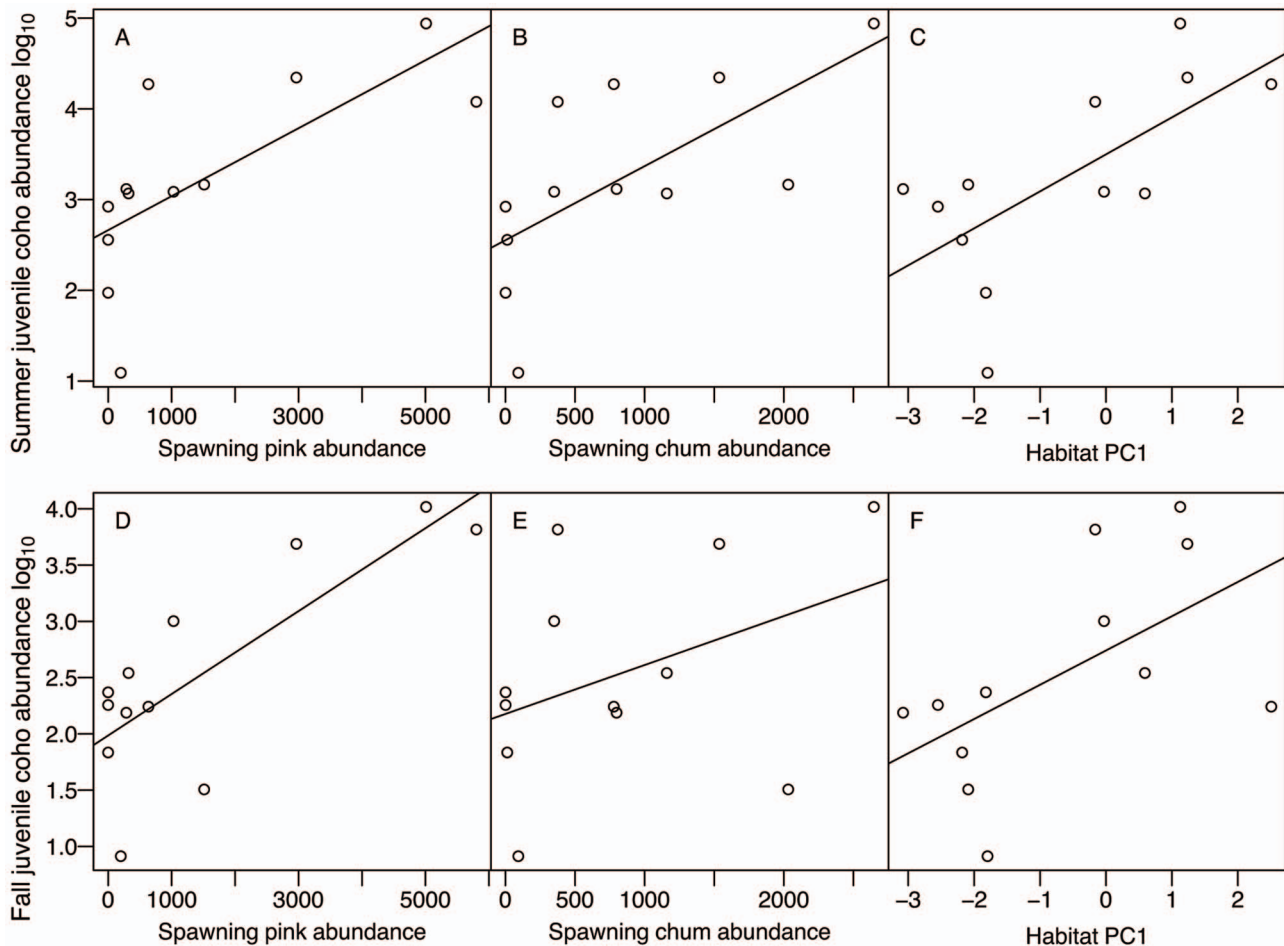 Summer juvenile coho abundance log10
5
4
3
2
1
A
B
C
0 1000 3000 5000
0 500 1000 2000
−3 −2 −1 0 1 2
Spawning pink abundance
Spawning chum abundance
Habitat PC1
Fall juvenile coho abundance log10
4.0
3.5
3.0
2.5
2.0
1.5
1.0
D
E
F
0 1000 3000 5000
0 500 1000 2000
−3 −2 −1 0 1 2
Spawning pink abundance
Spawning chum abundance
Habitat PC1